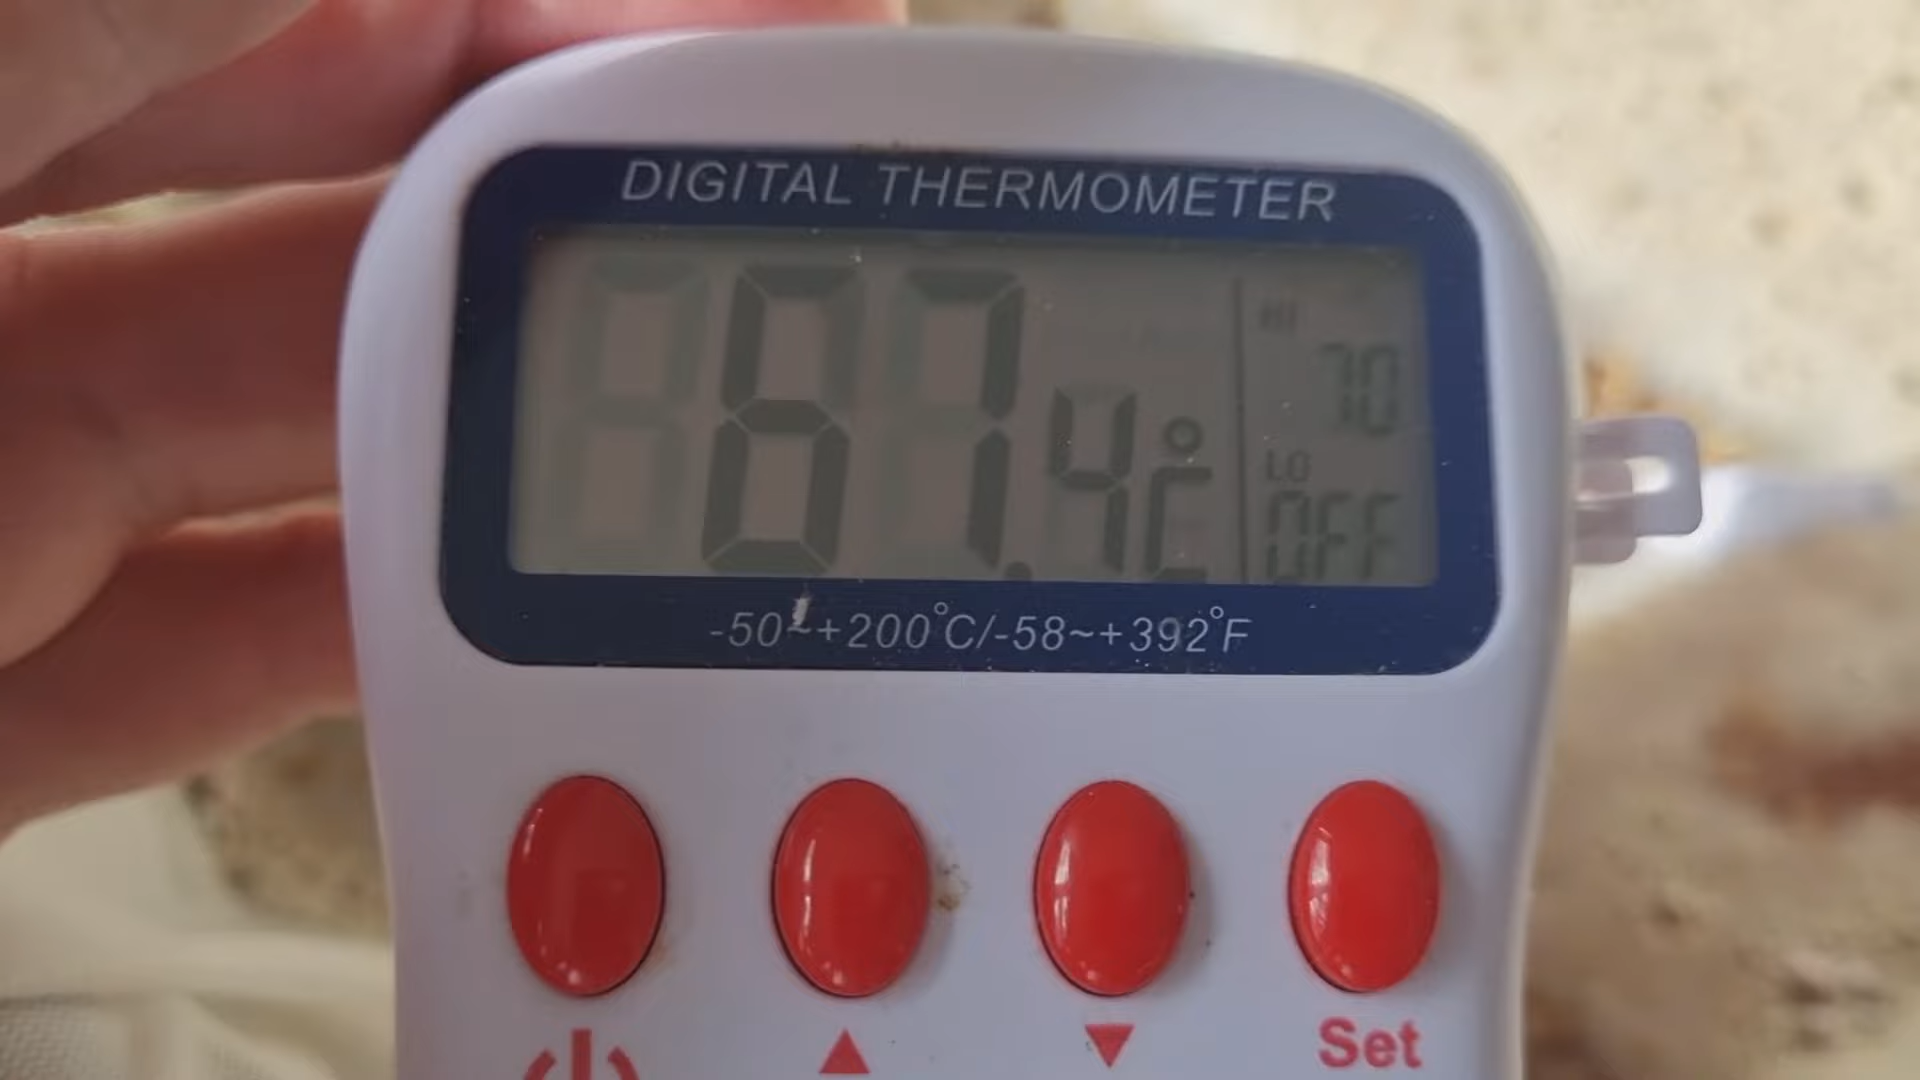 DIGITAL THERMOMETER
67.4°C
HI
70
LO
OFF
-50~+200°C/-58~+392°F
Set